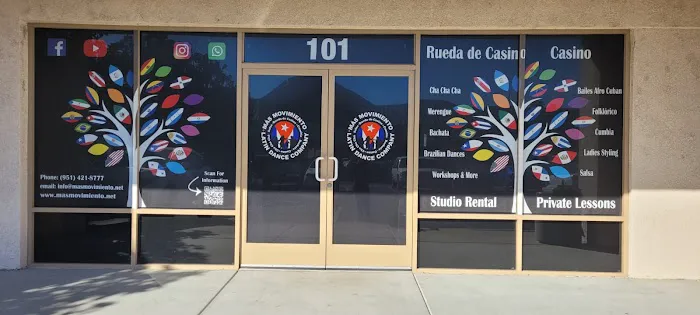 101
Phone: (951) 421-8777
email: info@masmovimiento.net
www.masmovimiento.net
Scan For
information
MÁS MOVIMIENTO
LATIN DANCE COMPANY
MÁS MOVIMIENTO
LATIN DANCE COMPANY
Rueda de Casino
Cha Cha Cha
Merengue
Bachata
Brazilian Dances
Workshops & More
Studio Rental
Casino
Bailes Afro Cuban
Folklórico
Cumbia
Ladies Styling
Salsa
Private Lessons